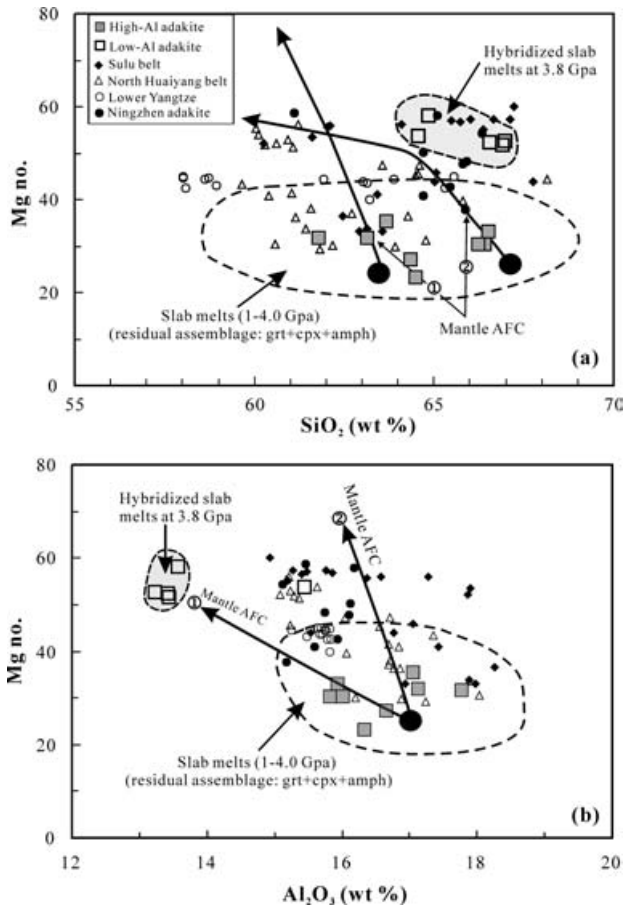 80
High-Al adakite
Low-Al adakite
Sulu belt
North Huaiyang belt
Lower Yangtze
Ningzhen adakite
Hybridized slab
melts at 3.8 Gpa
60
Mg no.
40
20
0
① ②
Slab melts (1-4.0 Gpa)
(residual assemblage: grt+cpx+amph)
Mantle AFC
(a)
55 60 65 70
SiO₂ (wt %)
80
Hybridized slab
melts at 3.8 Gpa
②
Mantle AFC
60
① Mantle AFC
Mg no.
40
20
0
Slab melts (1-4.0 Gpa)
(residual assemblage: grt+cpx+amph)
(b)
12 14 16 18 20
Al₂O₃ (wt %)